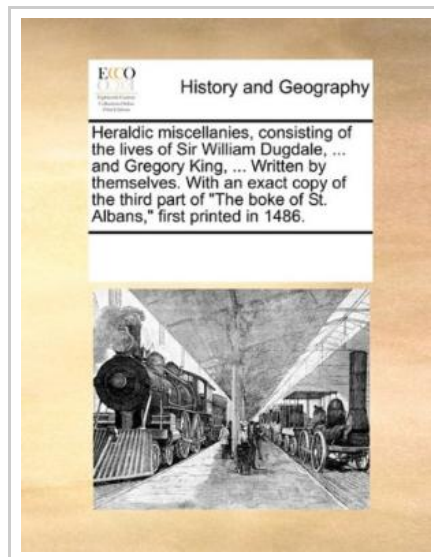 ECCO
History and Geography
Heraldic miscellanies, consisting of
the lives of Sir William Dugdale, ...
and Gregory King, ... Written by
themselves. With an exact copy of
the third part of "The boke of St.
Albans," first printed in 1486.